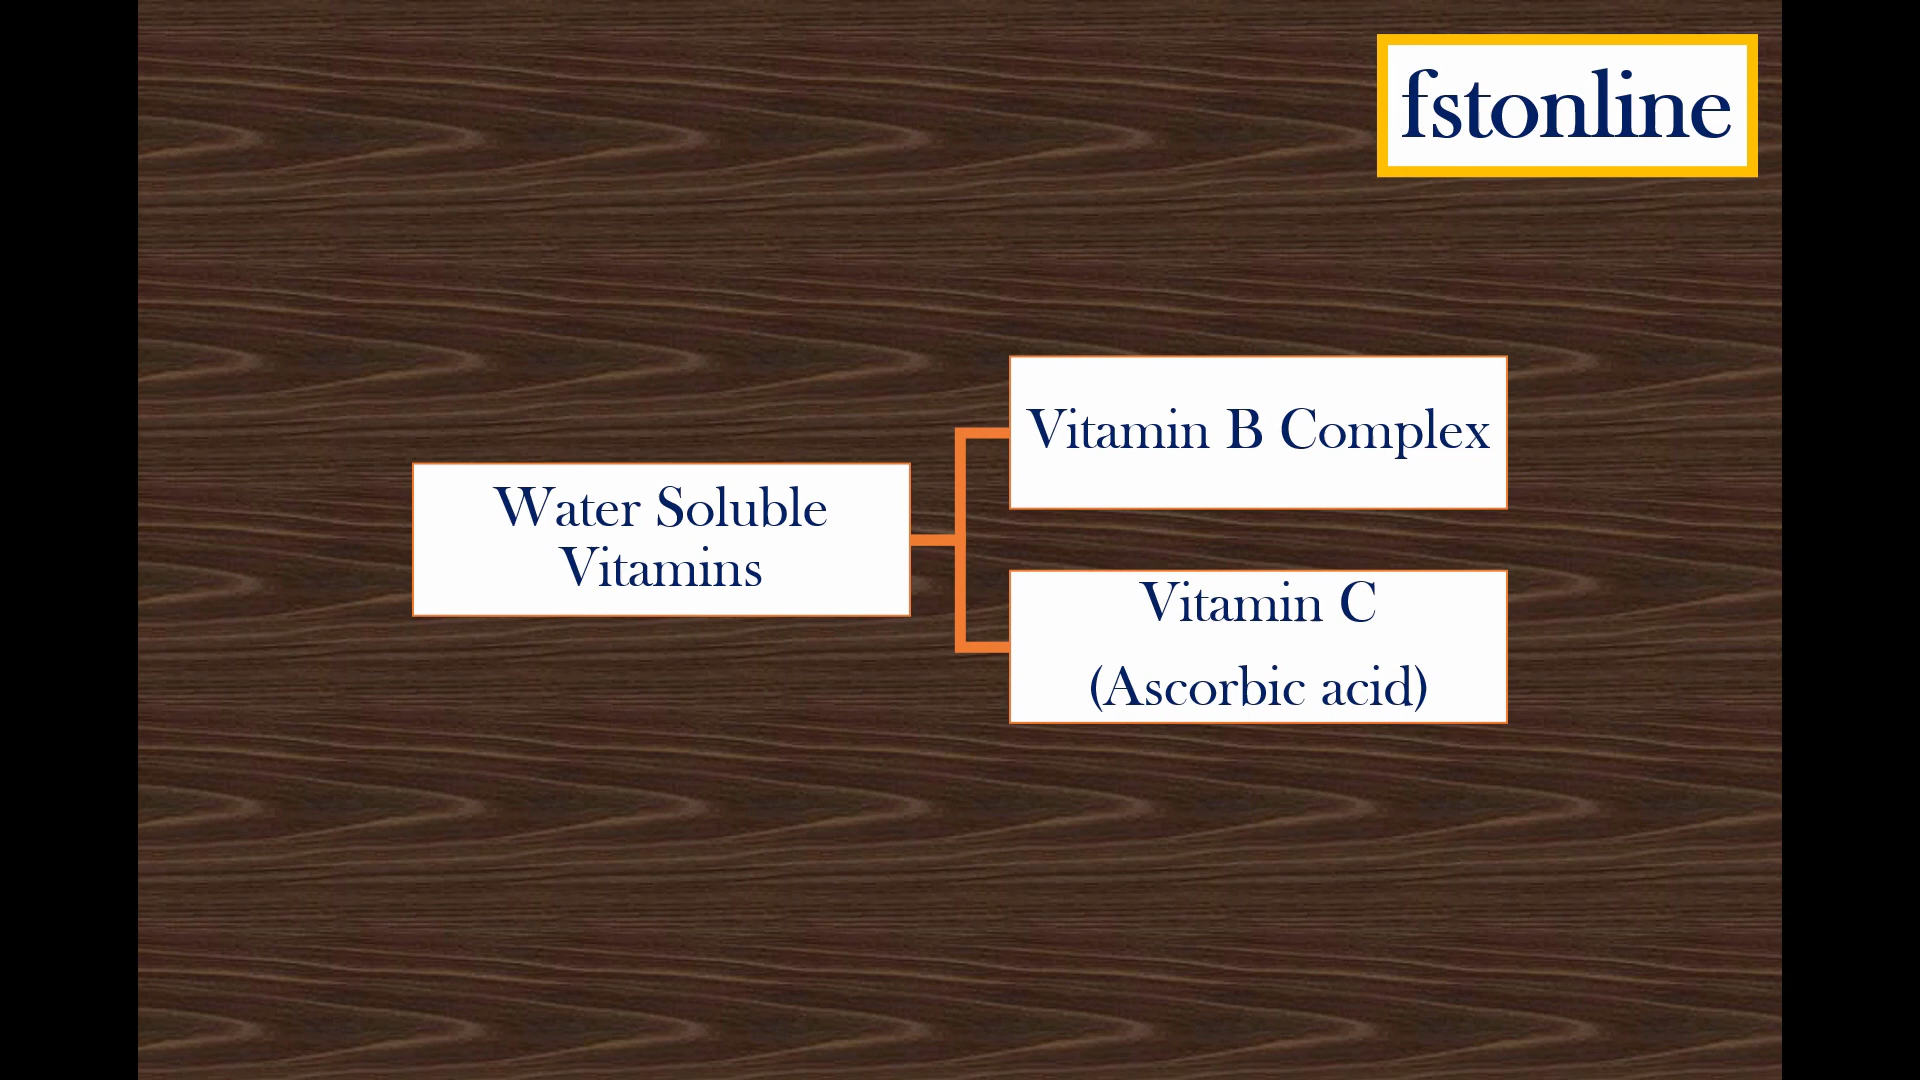 fstonline
Water Soluble
Vitamins
Vitamin B Complex
Vitamin C
(Ascorbic acid)